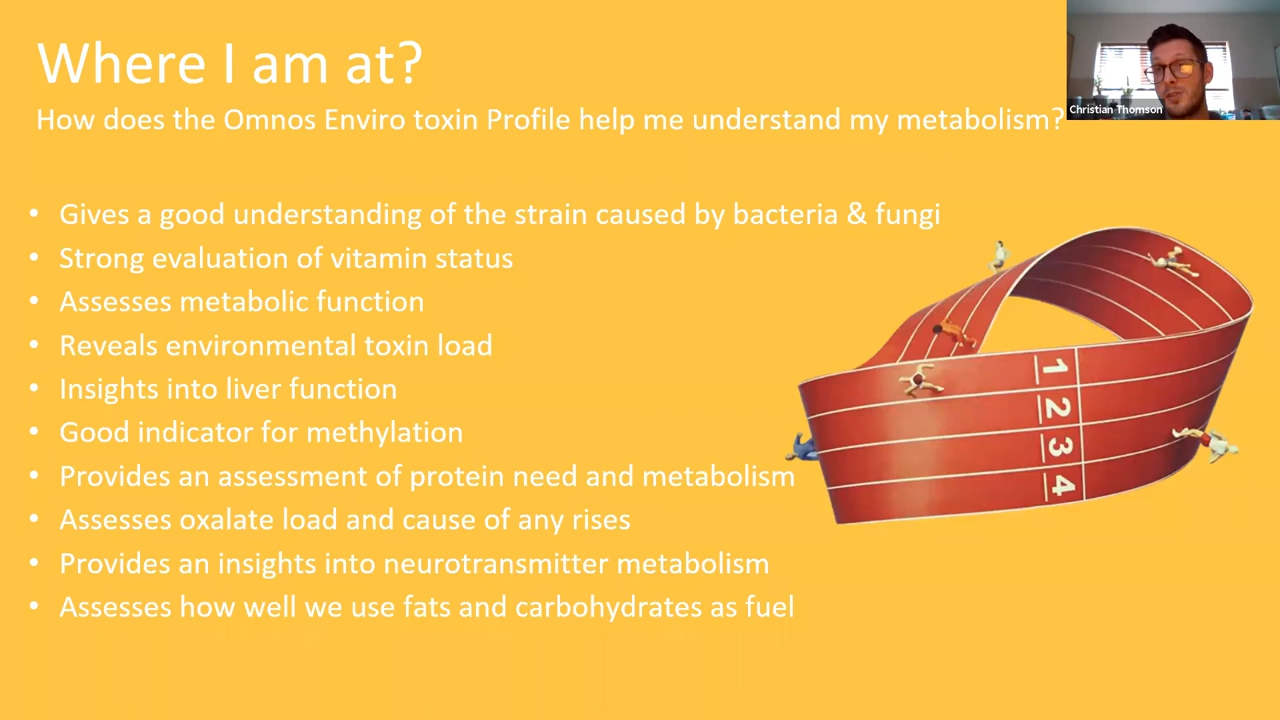 Where I am at?
How does the Omnos Enviro toxin Profile help me understand my metabolism?
Christian Thomson
• Gives a good understanding of the strain caused by bacteria & fungi
• Strong evaluation of vitamin status
• Assesses metabolic function
• Reveals environmental toxin load
• Insights into liver function
• Good indicator for methylation
• Provides an assessment of protein need and metabolism
• Assesses oxalate load and cause of any rises
• Provides an insights into neurotransmitter metabolism
• Assesses how well we use fats and carbohydrates as fuel
1
2
3
4